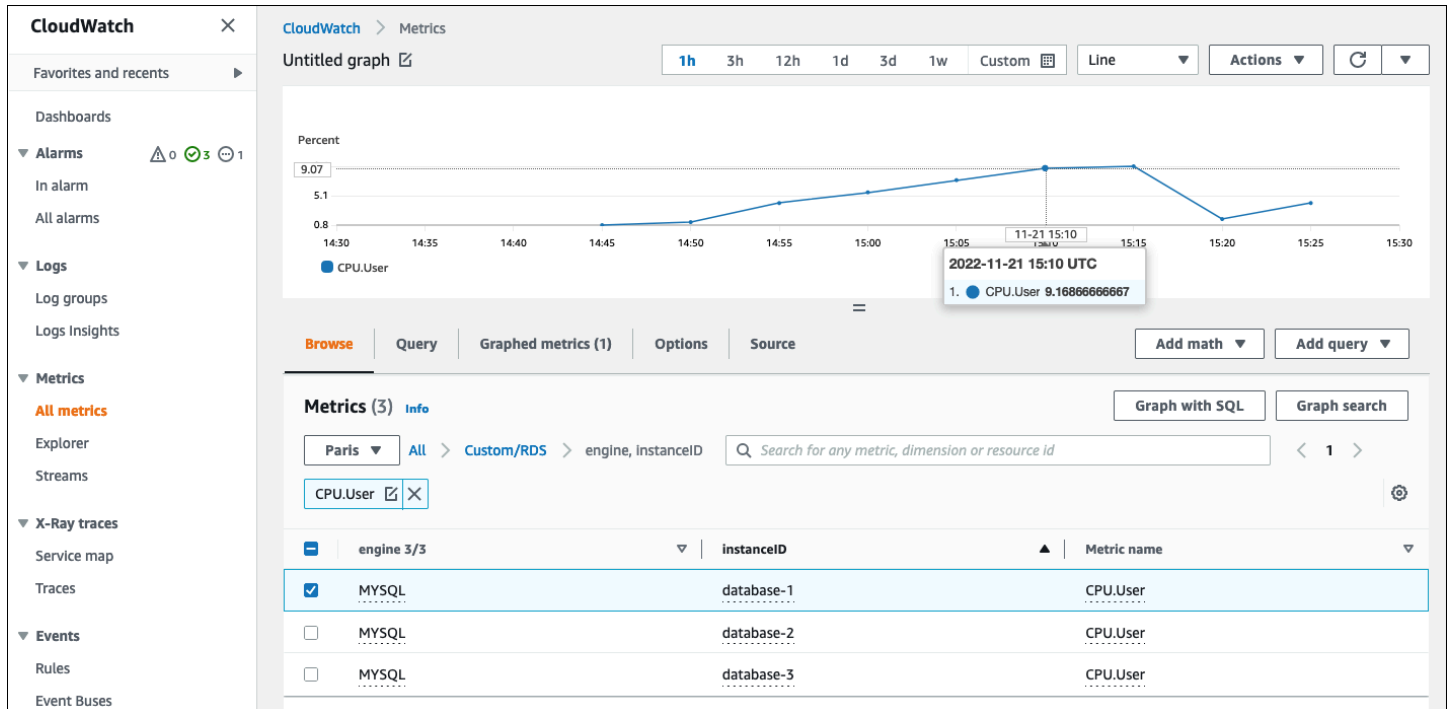 CloudWatch
Favorites and recents
Dashboards
Alarms 0 3 1
In alarm
All alarms
Logs
Log groups
Logs Insights
Metrics
All metrics
Explorer
Streams
X-Ray traces
Service map
Traces
Events
Rules
Event Buses
CloudWatch > Metrics
Untitled graph
1h 3h 12h 1d 3d 1w Custom Line Actions
Percent
9.07
5.1
0.8
14:30 14:35 14:40 14:45 14:50 14:55 15:00 15:05 15:15 15:20 15:25 15:30
11-21 15:10
CPU.User
2022-11-21 15:10 UTC
1. CPU.User 9.16866666667
Browse Query Graphed metrics (1) Options Source Add math Add query
Metrics (3) Info Graph with SQL Graph search
Paris All > Custom/RDS > engine, instanceID Search for any metric, dimension or resource id < 1 >
CPU.User
engine 3/3 instanceID Metric name
MYSQL database-1 CPU.User
MYSQL database-2 CPU.User
MYSQL database-3 CPU.User